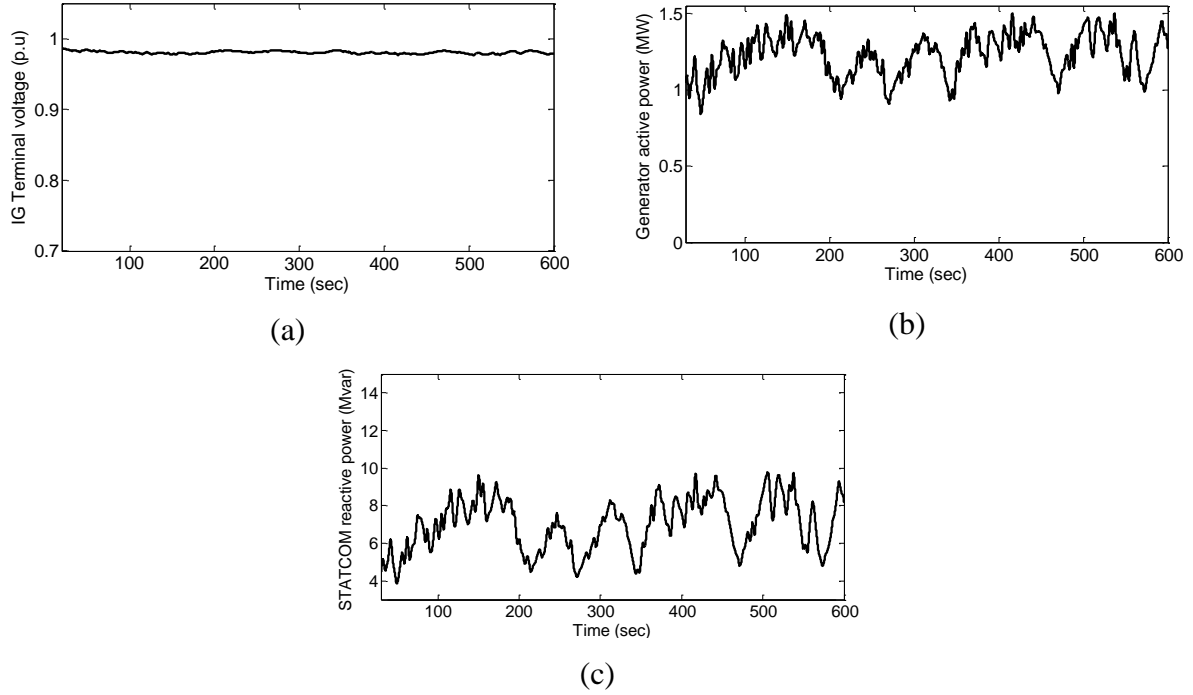 IG Terminal voltage (p.u)
1
0.9
0.8
0.7
100 200 300 400 500 600
Time (sec)
(a)
Generator active power (MW)
1.5
1
0.5
0
100 200 300 400 500 600
Time (sec)
(b)
STATCOM reactive power (Mvar)
14
12
10
8
6
4
100 200 300 400 500 600
Time (sec)
(c)